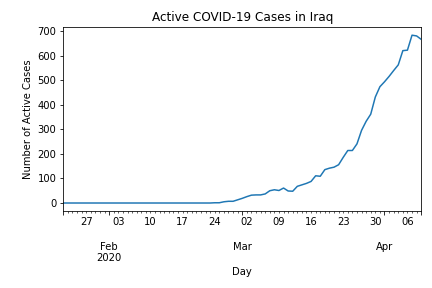 Active COVID-19 Cases in Iraq
700
600
500
400
300
200
100
0
Number of Active Cases
27 03 10 17 24 02 09 16 23 30 06
Feb Mar Apr
2020
Day